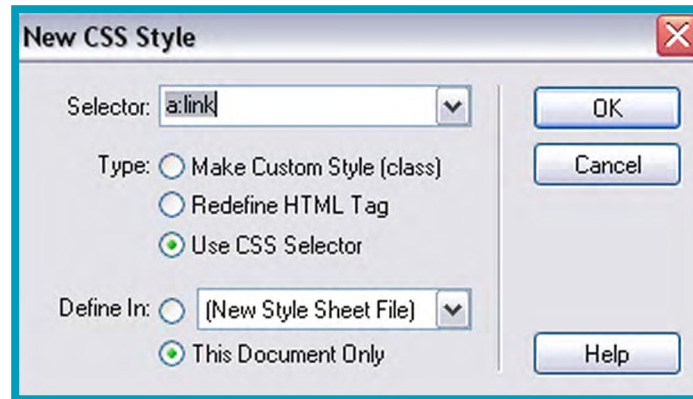 New CSS Style
Selector: a:link
OK
Type: Make Custom Style (class)
Cancel
Redefine HTML Tag
Use CSS Selector
Define In: (New Style Sheet File)
This Document Only
Help